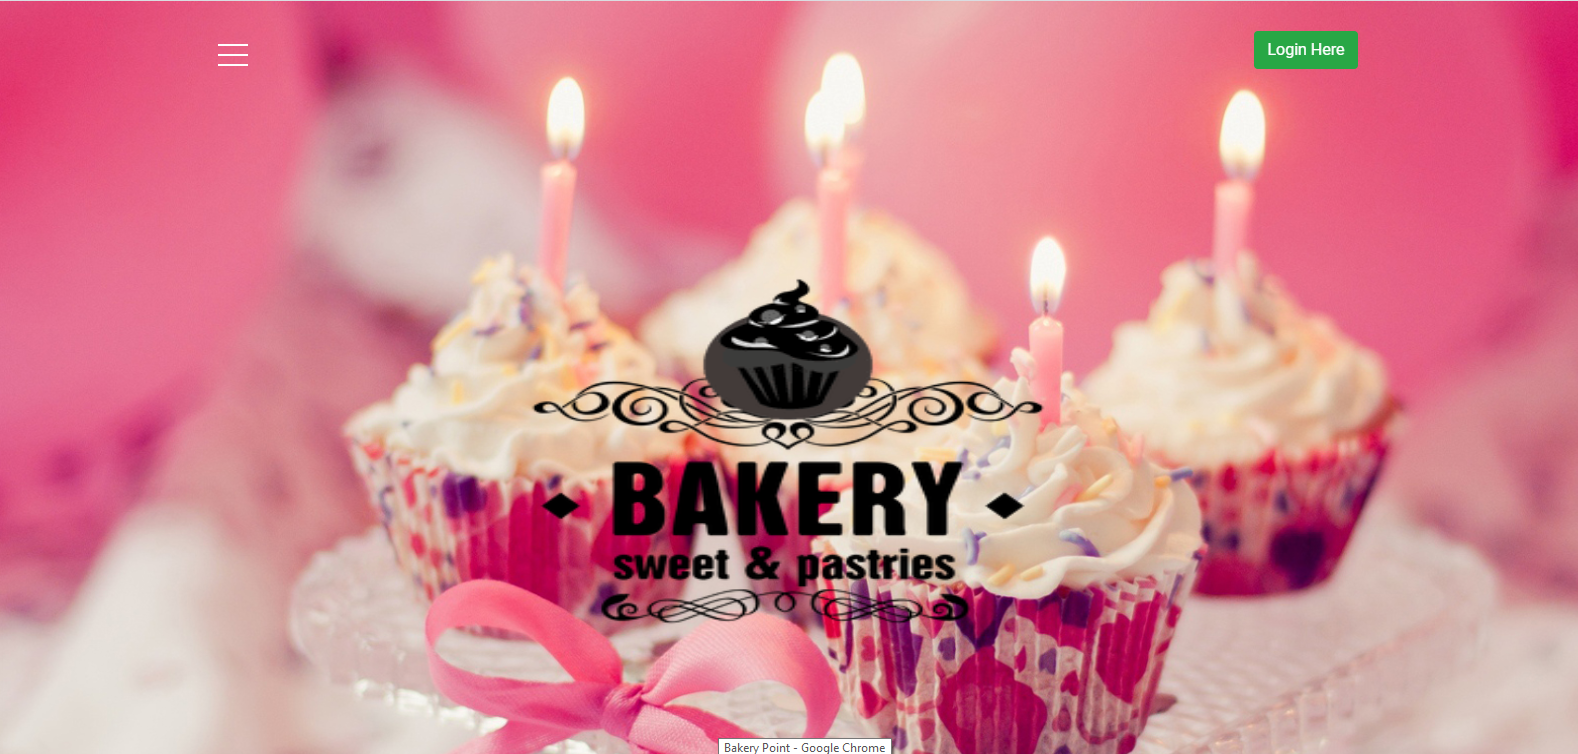 Login Here
BAKERY
sweet & pastries
Bakery Point - Google Chrome